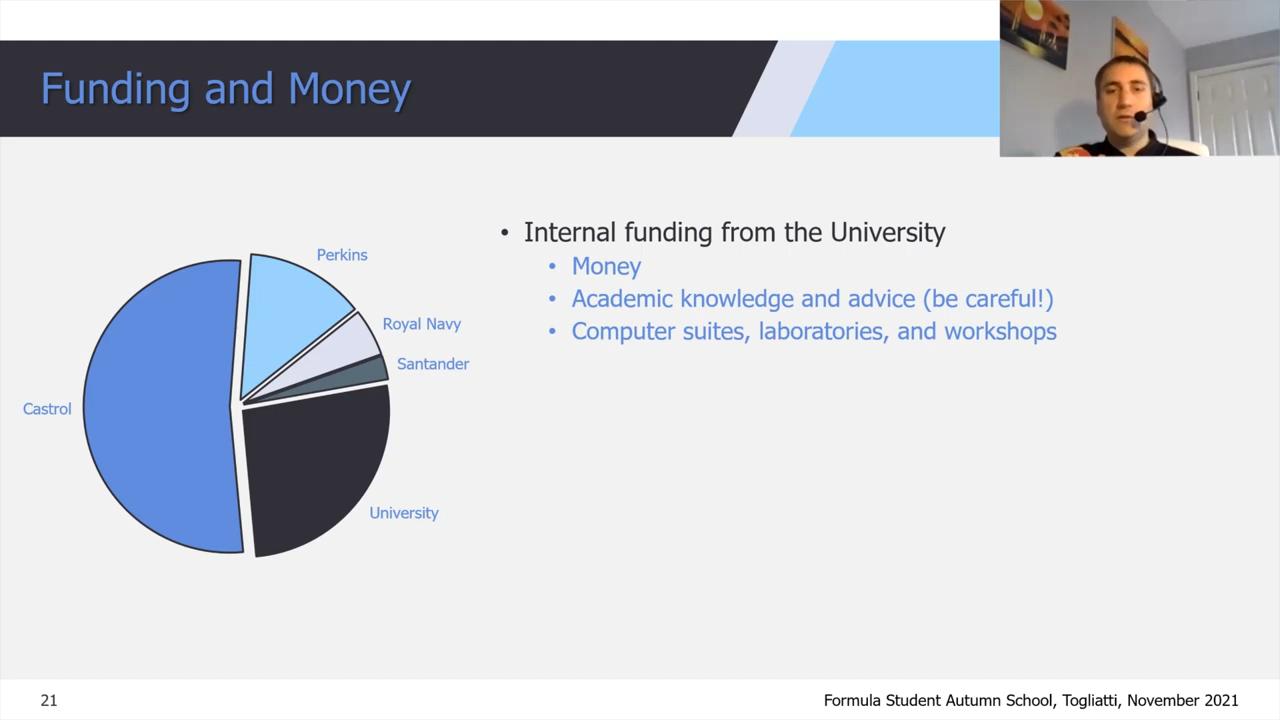 Funding and Money
Perkins
Royal Navy
Santander
Castrol
University
• Internal funding from the University
• Money
• Academic knowledge and advice (be careful!)
• Computer suites, laboratories, and workshops
21
Formula Student Autumn School, Togliatti, November 2021